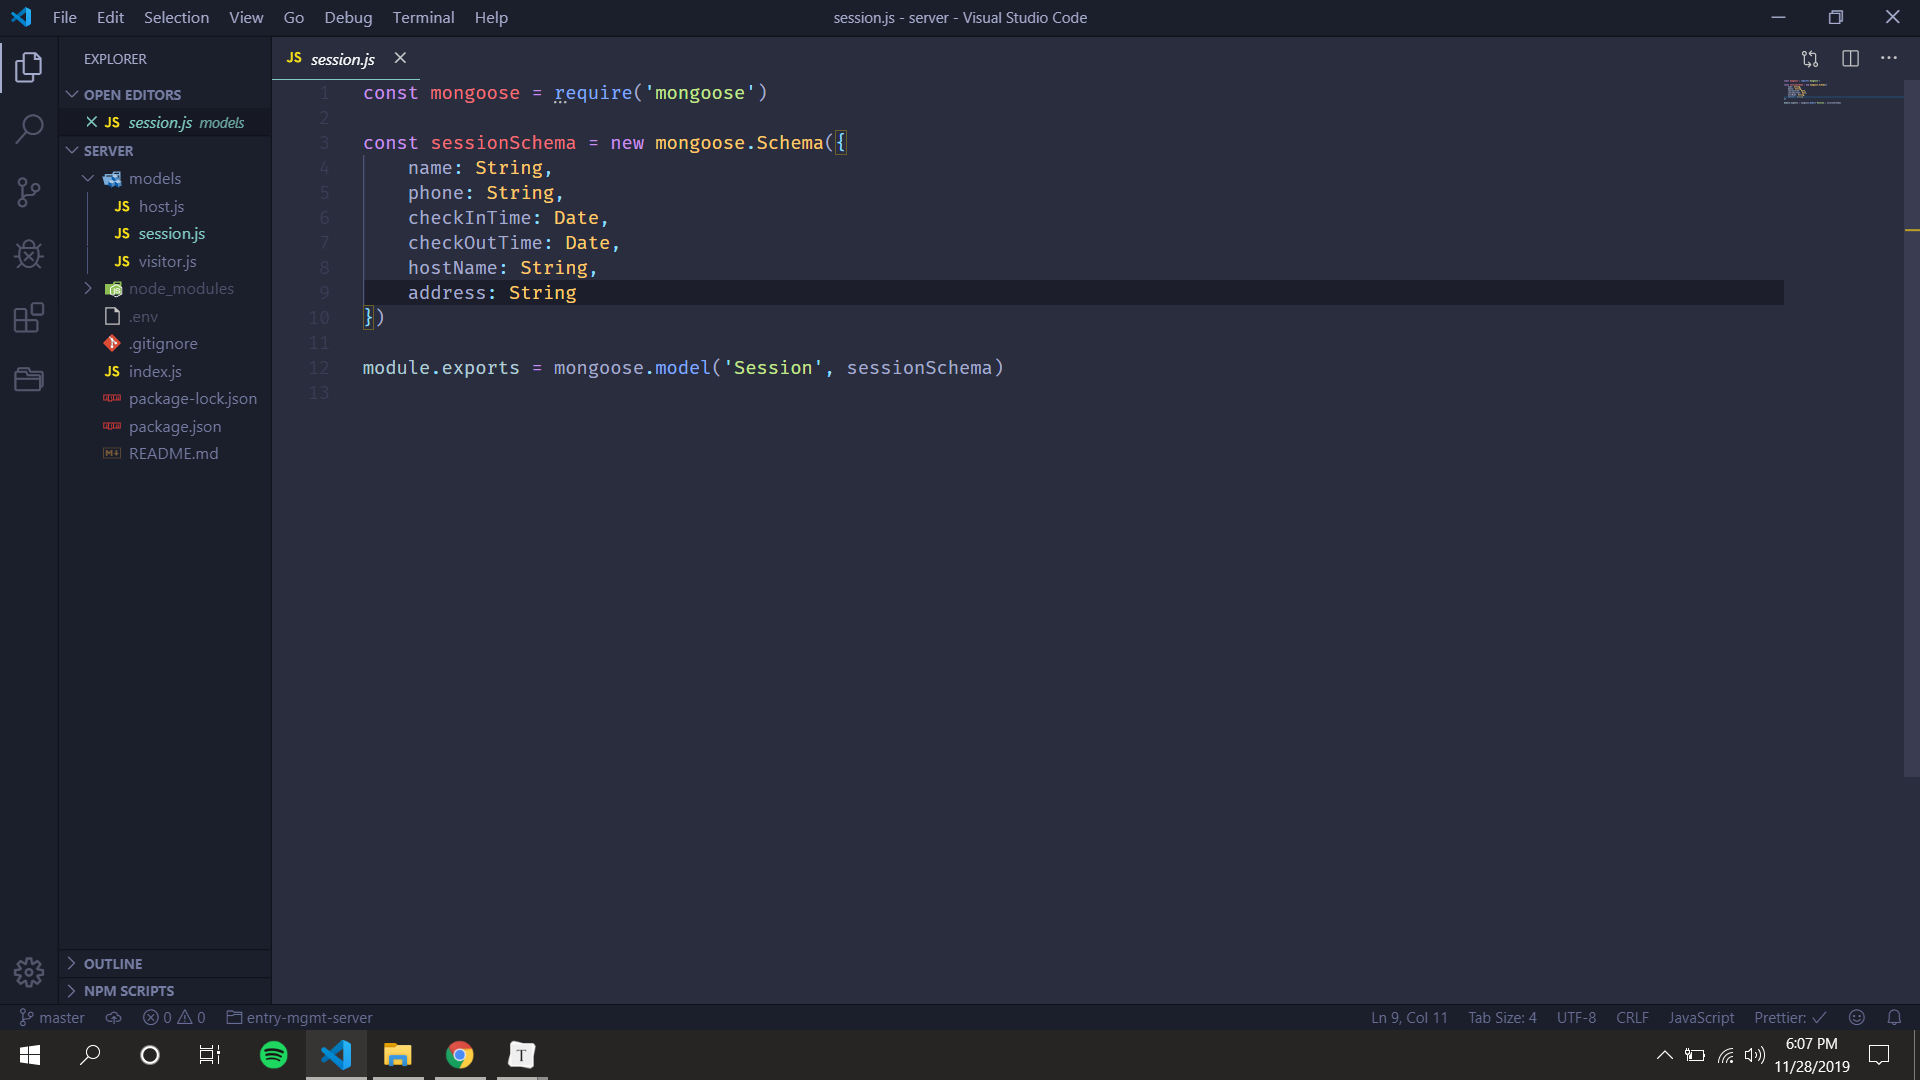 File Edit Selection View Go Debug Terminal Help
session.js - server - Visual Studio Code
EXPLORER
OPEN EDITORS
JS session.js models
SERVER
models
JS host.js
JS session.js
JS visitor.js
node_modules
.env
.gitignore
JS index.js
package-lock.json
package.json
README.md
OUTLINE
NPM SCRIPTS
JS session.js
1 const mongoose = require('mongoose')
2
3 const sessionSchema = new mongoose.Schema({
4 name: String,
5 phone: String,
6 checkInTime: Date,
7 checkOutTime: Date,
8 hostName: String,
9 address: String
10 })
11
12 module.exports = mongoose.model('Session', sessionSchema)
13
master 0 0 entry-mgmt-server
Ln 9, Col 11 Tab Size: 4 UTF-8 CRLF JavaScript Prettier: ✓
T
6:07 PM
11/28/2019